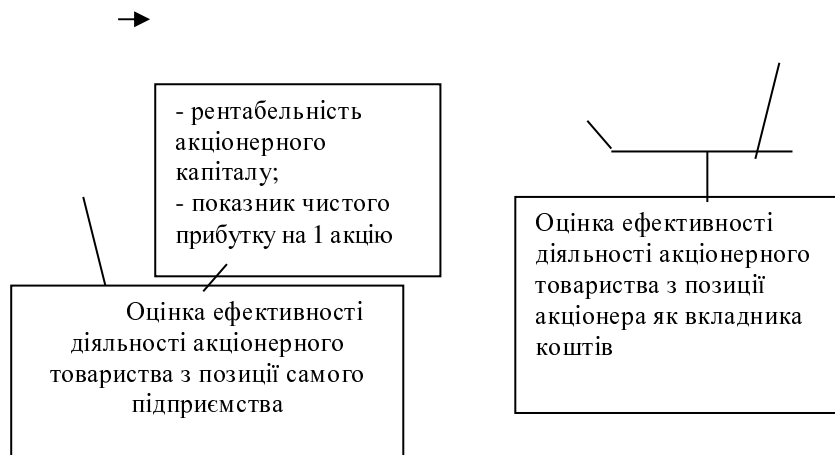 - рентабельність
акціонерного
капіталу;
- показник чистого
прибутку на 1 акцію
Оцінка ефективності
діяльності акціонерного
товариства з позиції самого
підприємства
Оцінка ефективності
діяльності акціонерного
товариства з позиції
акціонера як вкладника
коштів